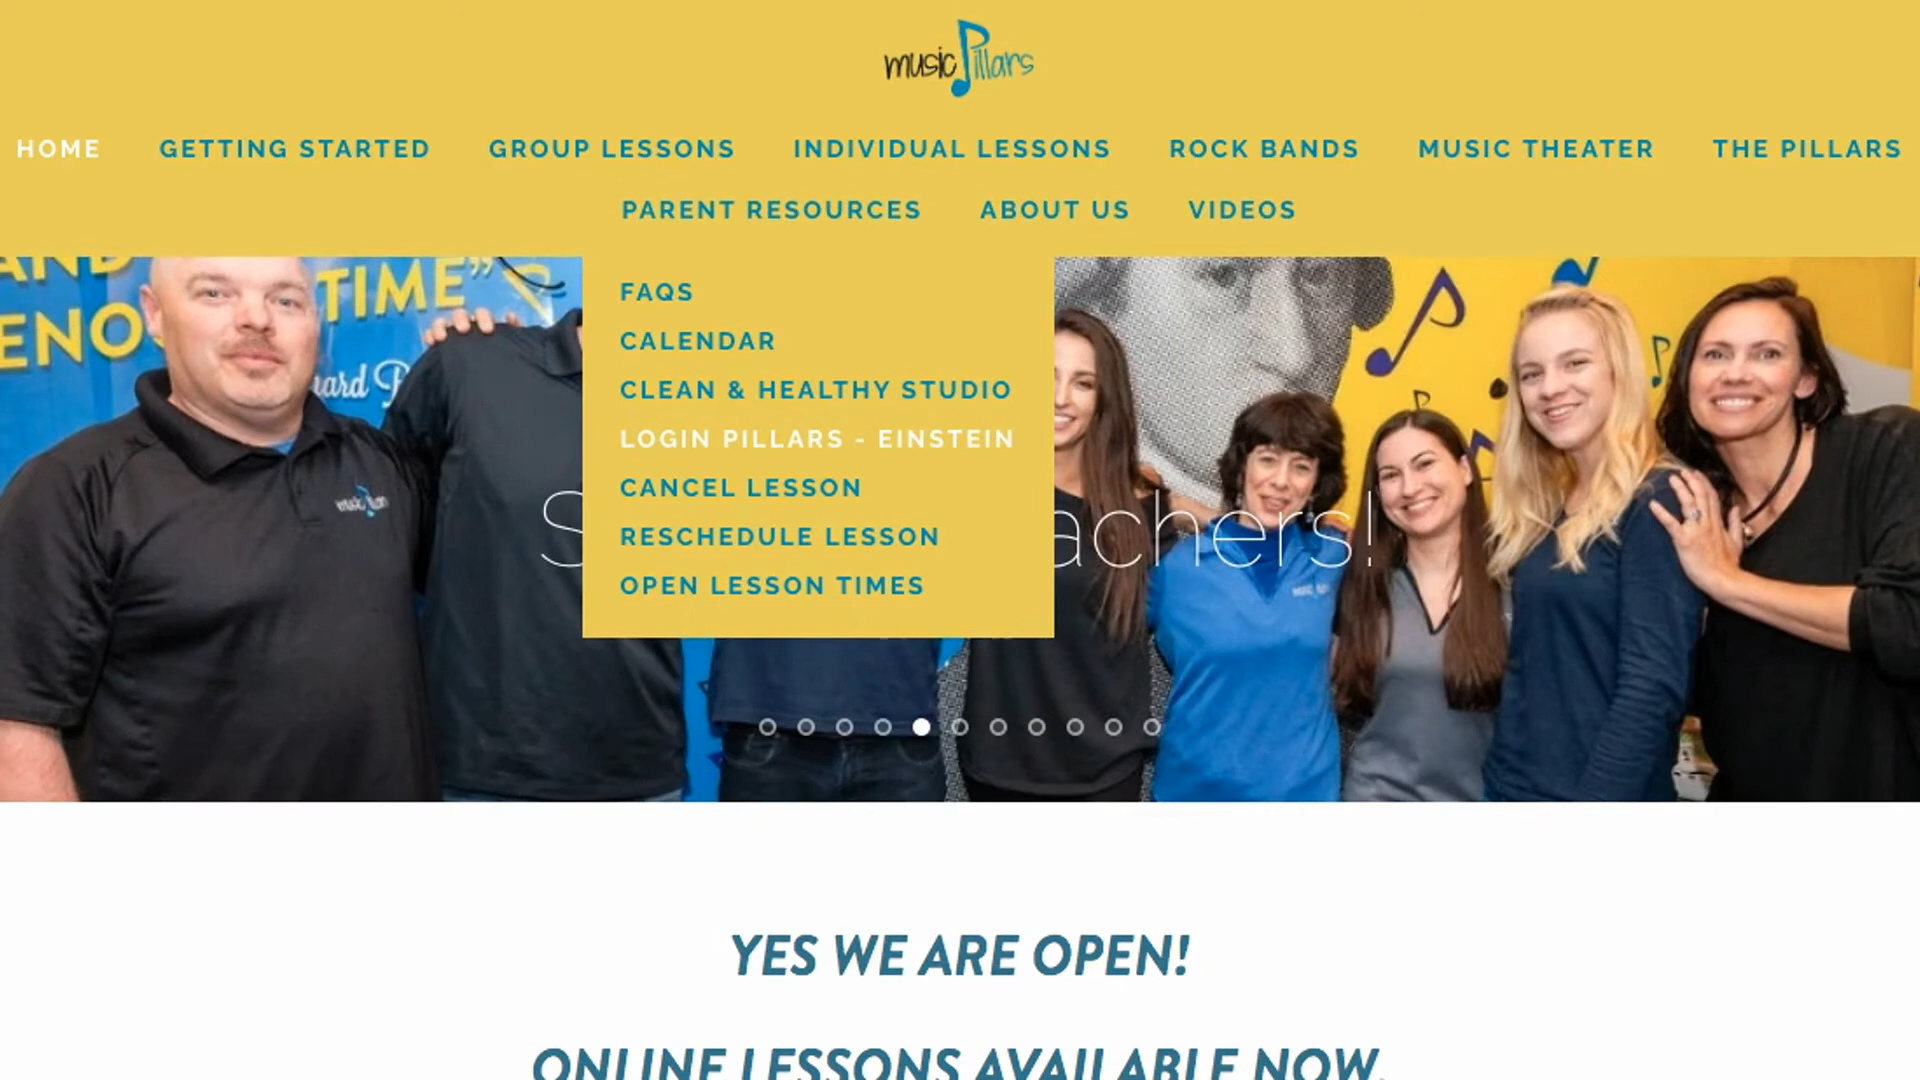 music Pillars
HOME GETTING STARTED GROUP LESSONS INDIVIDUAL LESSONS ROCK BANDS MUSIC THEATER THE PILLARS
PARENT RESOURCES ABOUT US VIDEOS
TIME”
FAQS
CALENDAR
CLEAN & HEALTHY STUDIO
LOGIN PILLARS - EINSTEIN
CANCEL LESSON
RESCHEDULE LESSON
OPEN LESSON TIMES
achers!
YES WE ARE OPEN!
ONLINE LESSONS AVAILABLE NOW.